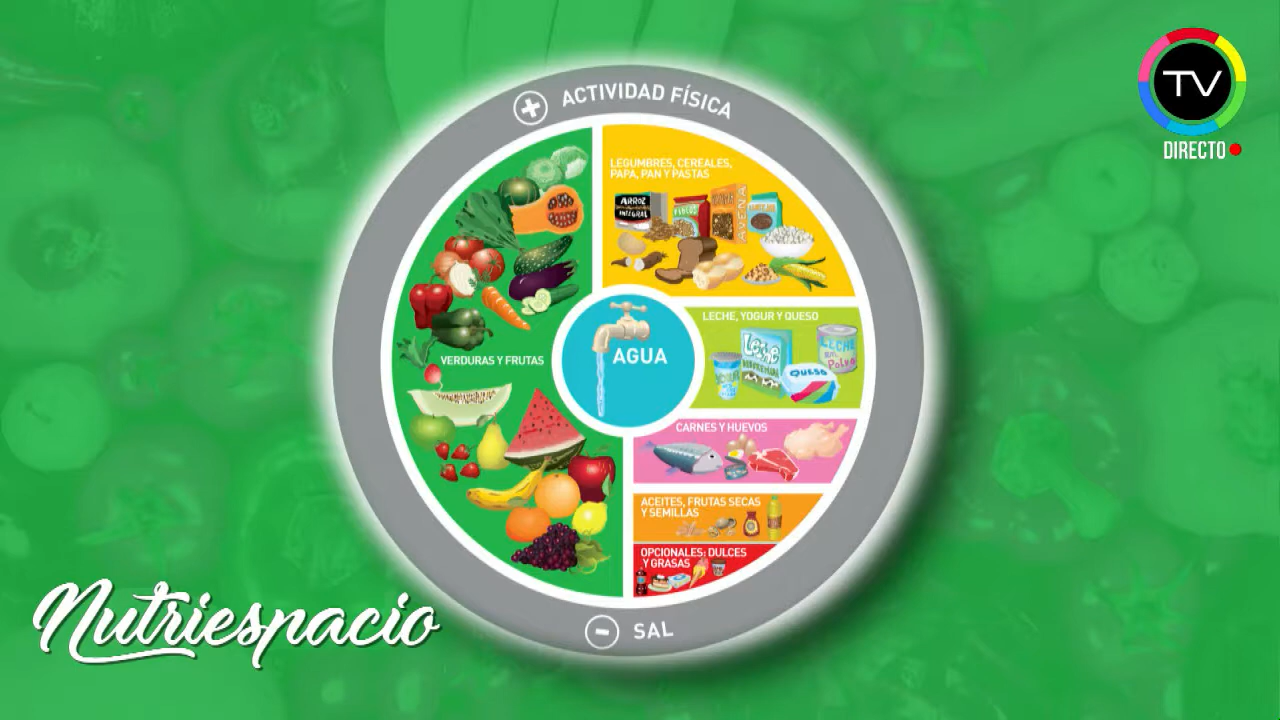 TV
DIRECTO
+ ACTIVIDAD FÍSICA
LEGUMBRES, CEREALES,
PAPA, PAN Y PASTAS
ARROZ
INTEGRAL
AVENA
LECHE, YOGUR Y QUESO
Leche
LECHE
EN
Polvo
QUESO
AGUA
VERDURAS Y FRUTAS
CARNES Y HUEVOS
ACEITES, FRUTAS SECAS
Y SEMILLAS
OPCIONALES: DULCES
Y GRASAS
- SAL
Nutriespacio